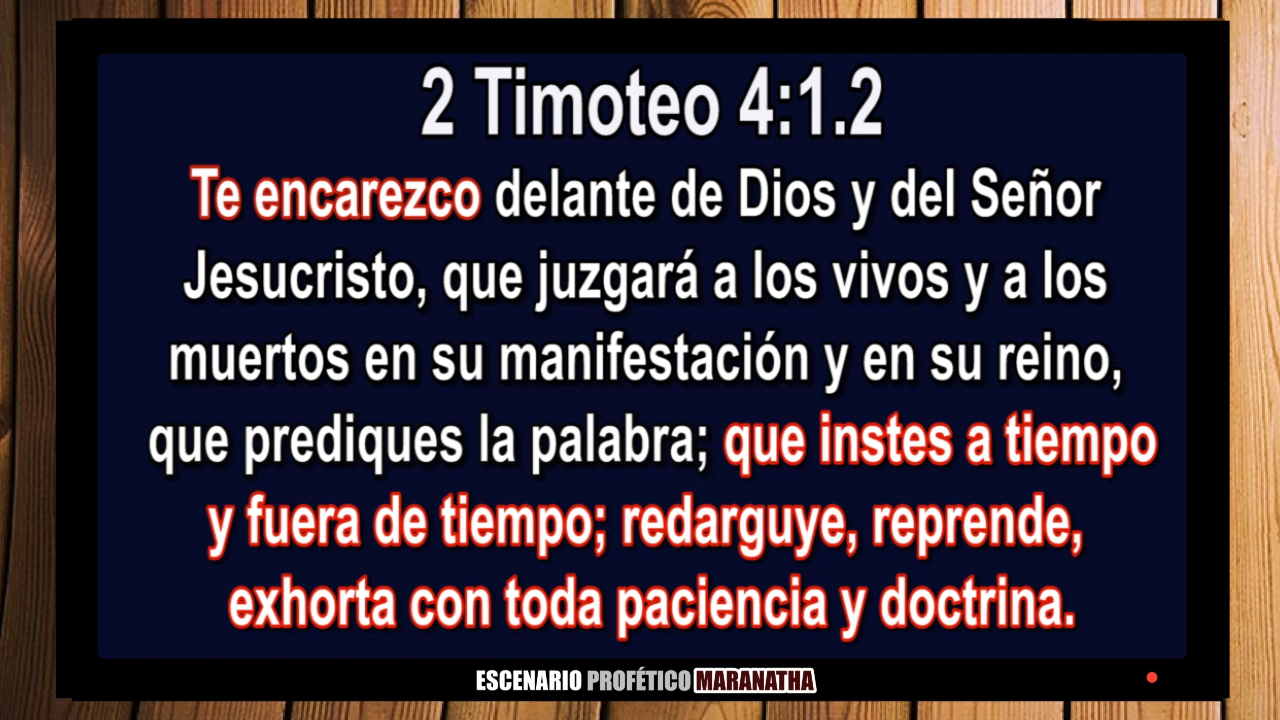 2 Timoteo 4:1.2
Te encarezco delante de Dios y del Señor
Jesucristo, que juzgará a los vivos y a los
muertos en su manifestación y en su reino,
que prediques la palabra; que instes a tiempo
y fuera de tiempo; redarguye, reprende,
exhorta con toda paciencia y doctrina.
ESCENARIO PROFÉTICO MARANATHA